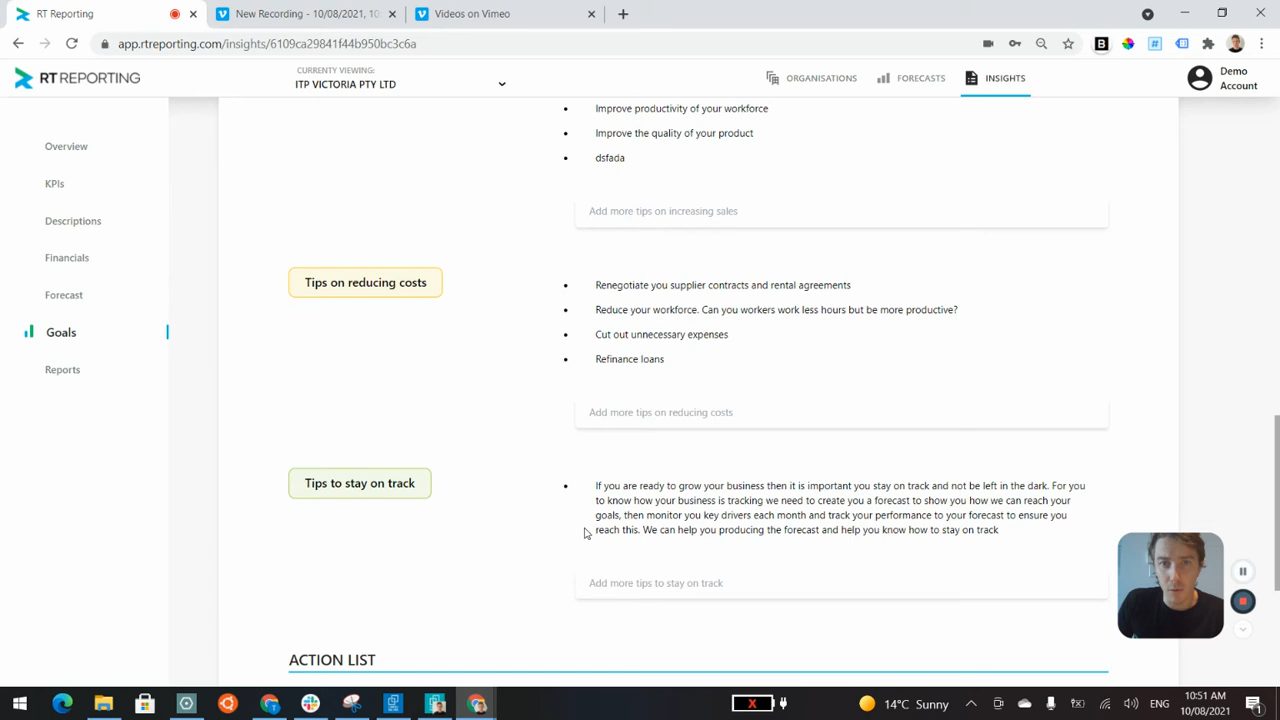 RT Reporting
New Recording - 10/08/2021, 10:
Videos on Vimeo
app.rtreporting.com/insights/6109ca29841f44b950bc3c6a
RT REPORTING
CURRENTY VIEWING:
ITP VICTORIA PTY LTD
ORGANISATIONS
FORECASTS
INSIGHTS
Demo
Account
Overview
KPIs
Descriptions
Financials
Forecast
Goals
Reports
• Improve productivity of your workforce
• Improve the quality of your product
• dsfada
Add more tips on increasing sales
Tips on reducing costs
• Renegotiate you supplier contracts and rental agreements
• Reduce your workforce. Can you workers work less hours but be more productive?
• Cut out unnecessary expenses
• Refinance loans
Add more tips on reducing costs
Tips to stay on track
• If you are ready to grow your business then it is important you stay on track and not be left in the dark. For you
to know how your business is tracking we need to create you a forecast to show you how we can reach your
goals, then monitor you key drivers each month and track your performance to your forecast to ensure you
reach this. We can help you producing the forecast and help you know how to stay on track
Add more tips to stay on track
ACTION LIST
14°C Sunny
ENG
10:51 AM
10/08/2021